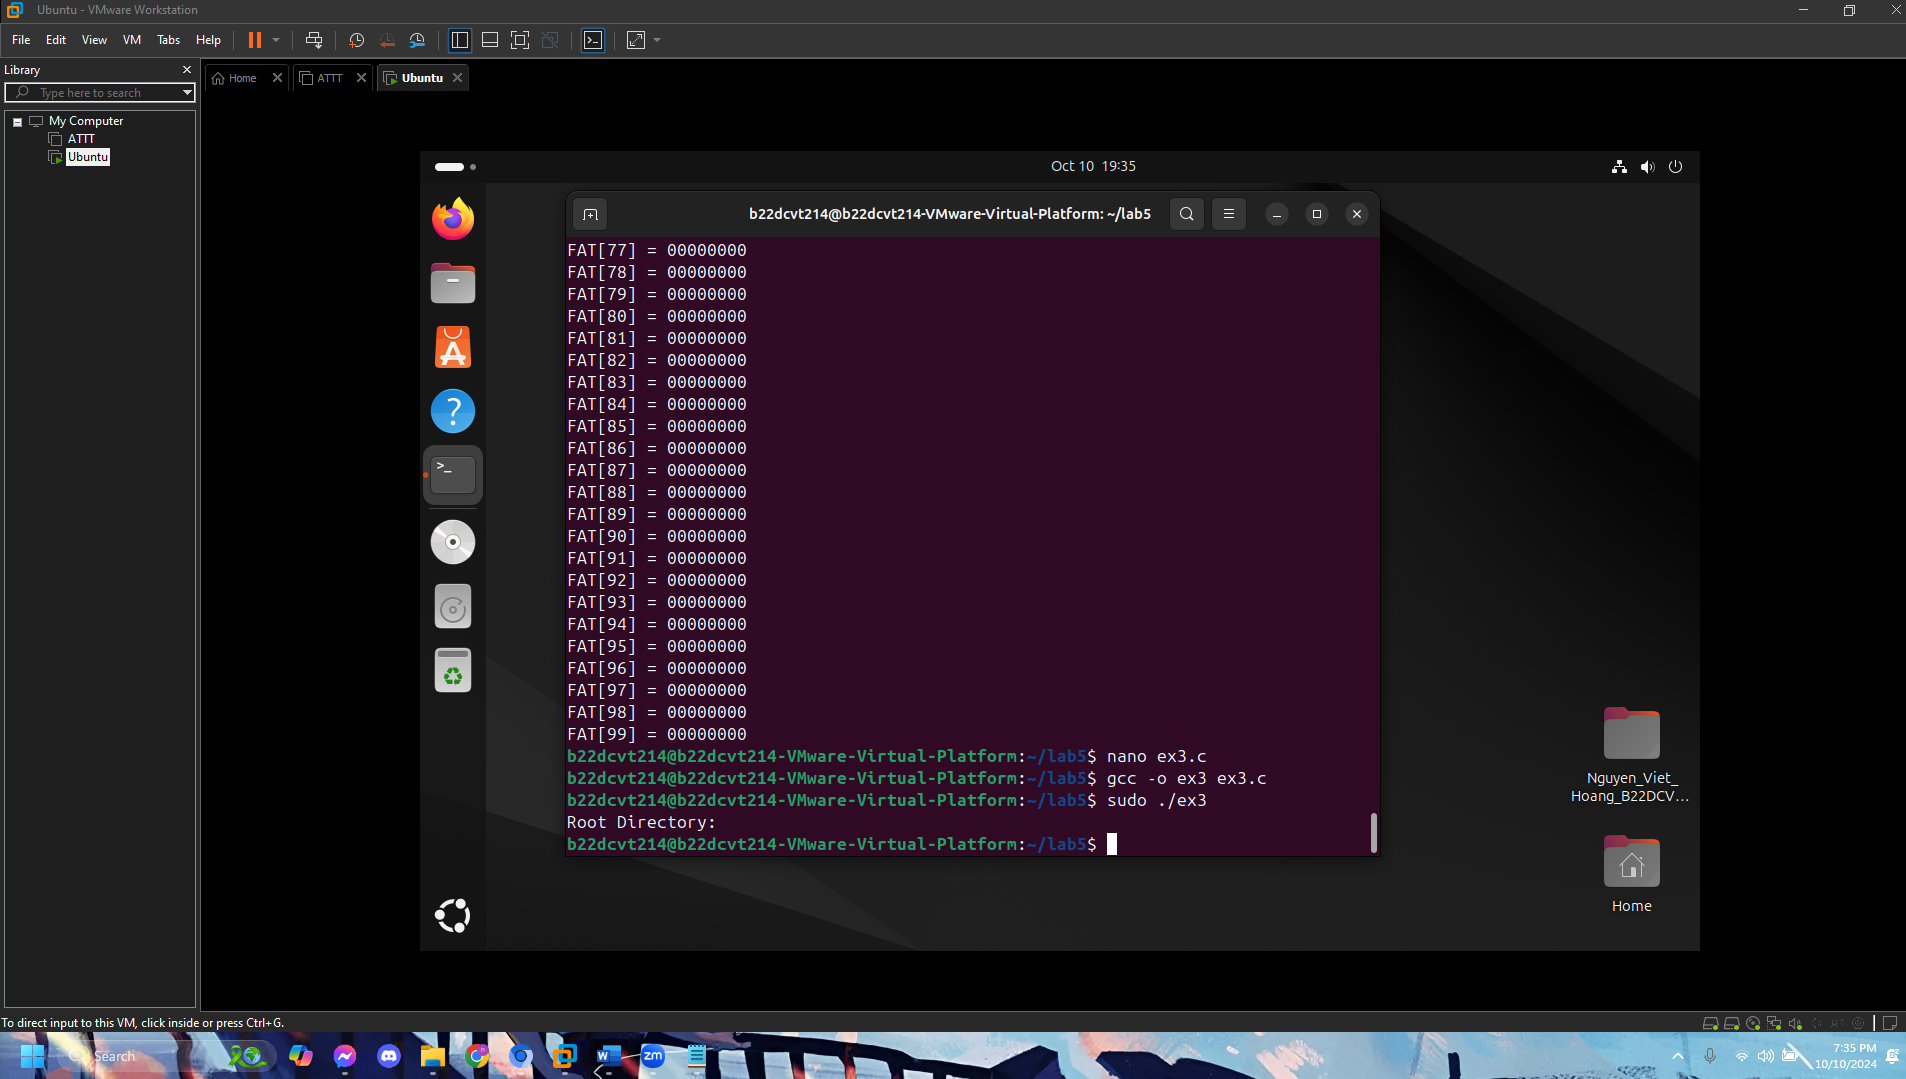 Ubuntu - VMware Workstation
File Edit View VM Tabs Help
Library
Type here to search
My Computer
ATTT
Ubuntu
Home
ATTT
Ubuntu
Oct 10 19:35
b22dcvt214@b22dcvt214-VMware-Virtual-Platform: ~/lab5
FAT[77] = 00000000
FAT[78] = 00000000
FAT[79] = 00000000
FAT[80] = 00000000
FAT[81] = 00000000
FAT[82] = 00000000
FAT[83] = 00000000
FAT[84] = 00000000
FAT[85] = 00000000
FAT[86] = 00000000
FAT[87] = 00000000
FAT[88] = 00000000
FAT[89] = 00000000
FAT[90] = 00000000
FAT[91] = 00000000
FAT[92] = 00000000
FAT[93] = 00000000
FAT[94] = 00000000
FAT[95] = 00000000
FAT[96] = 00000000
FAT[97] = 00000000
FAT[98] = 00000000
FAT[99] = 00000000
b22dcvt214@b22dcvt214-VMware-Virtual-Platform:~/lab5$ nano ex3.c
b22dcvt214@b22dcvt214-VMware-Virtual-Platform:~/lab5$ gcc -o ex3 ex3.c
b22dcvt214@b22dcvt214-VMware-Virtual-Platform:~/lab5$ sudo ./ex3
Root Directory:
b22dcvt214@b22dcvt214-VMware-Virtual-Platform:~/lab5$
Nguyen_Viet_
Hoang_B22DCV...
Home
To direct input to this VM, click inside or press Ctrl+G.
Search
zm
7:35 PM
10/10/2024